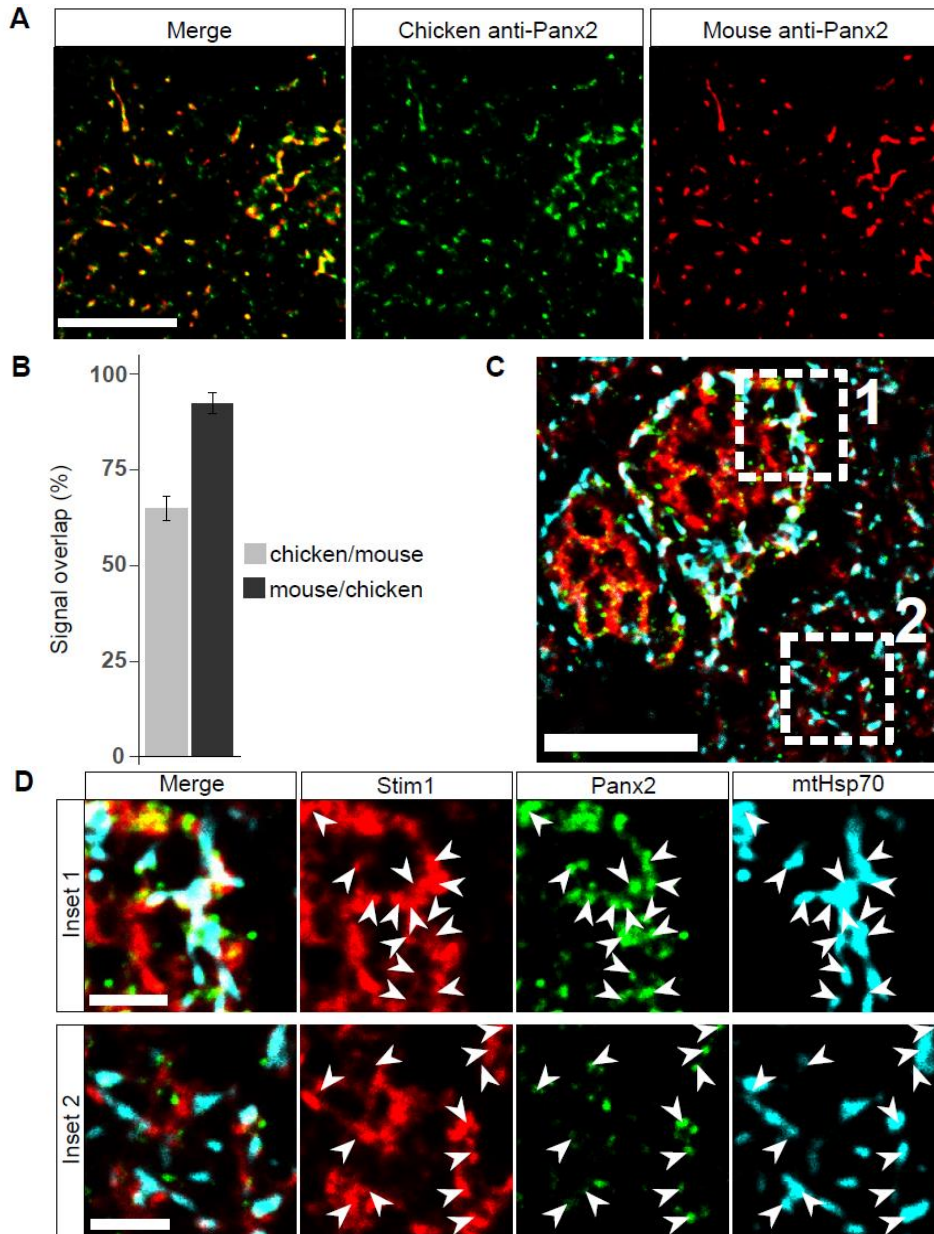 A
Merge
Chicken anti-Panx2
Mouse anti-Panx2
B
Signal overlap (%)
100
75
50
25
0
chicken/mouse
mouse/chicken
C
1
2
D
Merge
Stim1
Panx2
mtHsp70
Inset 1
Inset 2